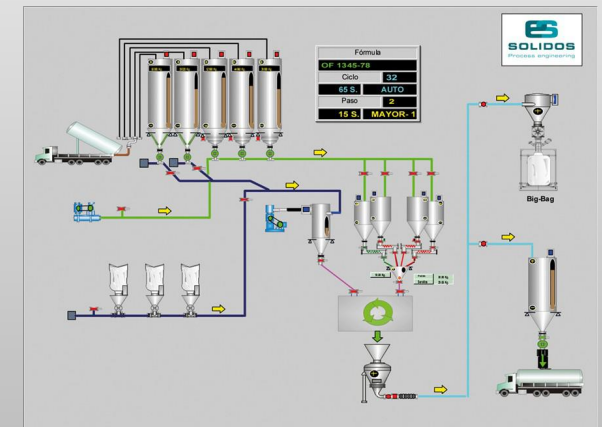 SOLIDOS
Process engineering
Fórmula
OF 1345-78
Ciclo
32
65 S.
AUTO
Paso
2
15 S.
MAYOR-1
Big-Bag